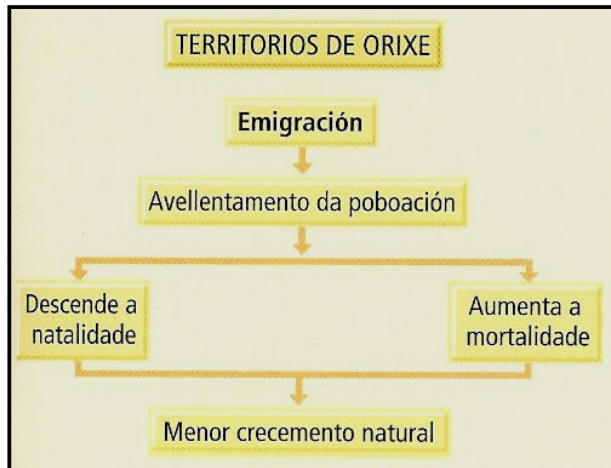 TERRITORIOS DE ORIXE
Emigración
Avellentamento da poboación
Descende a
natalidade
Aumenta a
mortalidade
Menor crecemento natural